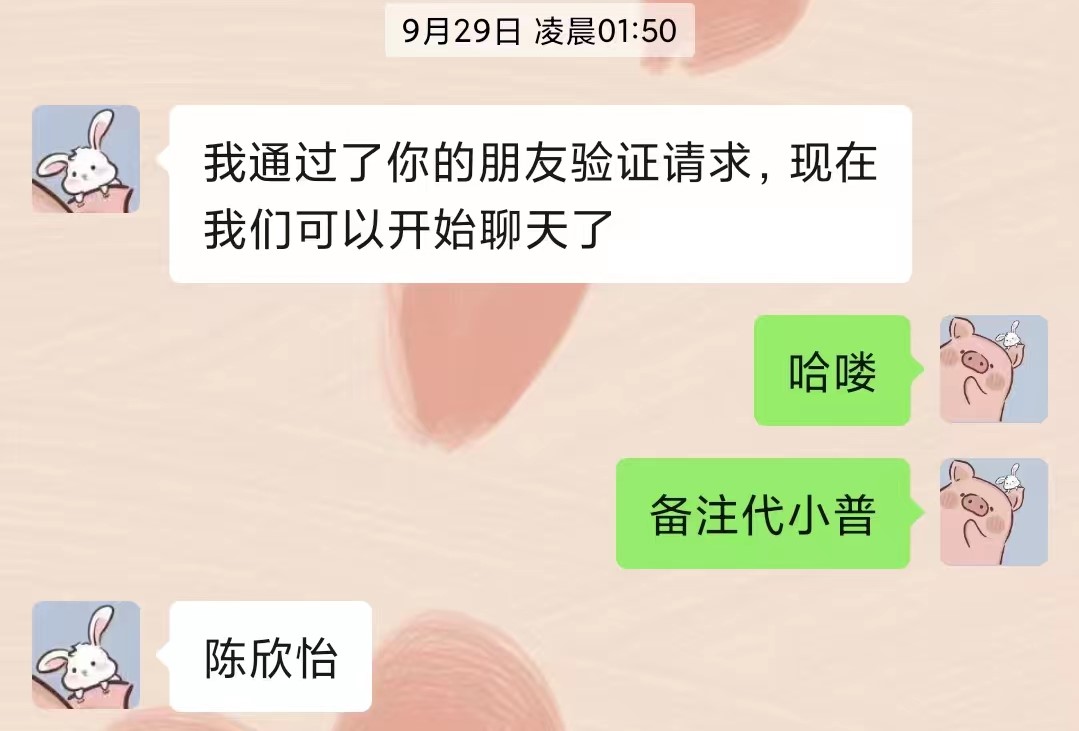 9月29日 凌晨01:50
我通过了你的朋友验证请求，现在
我们可以开始聊天了
哈喽
备注代小普
陈欣怡